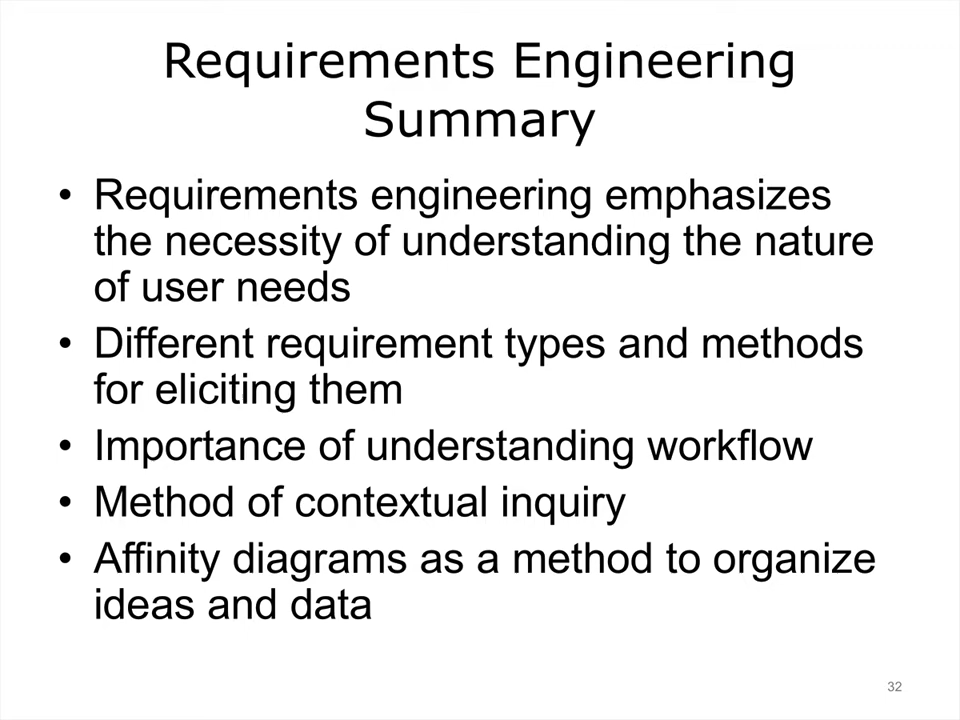 Requirements Engineering
Summary
• Requirements engineering emphasizes
the necessity of understanding the nature
of user needs
• Different requirement types and methods
for eliciting them
• Importance of understanding workflow
• Method of contextual inquiry
• Affinity diagrams as a method to organize
ideas and data
32